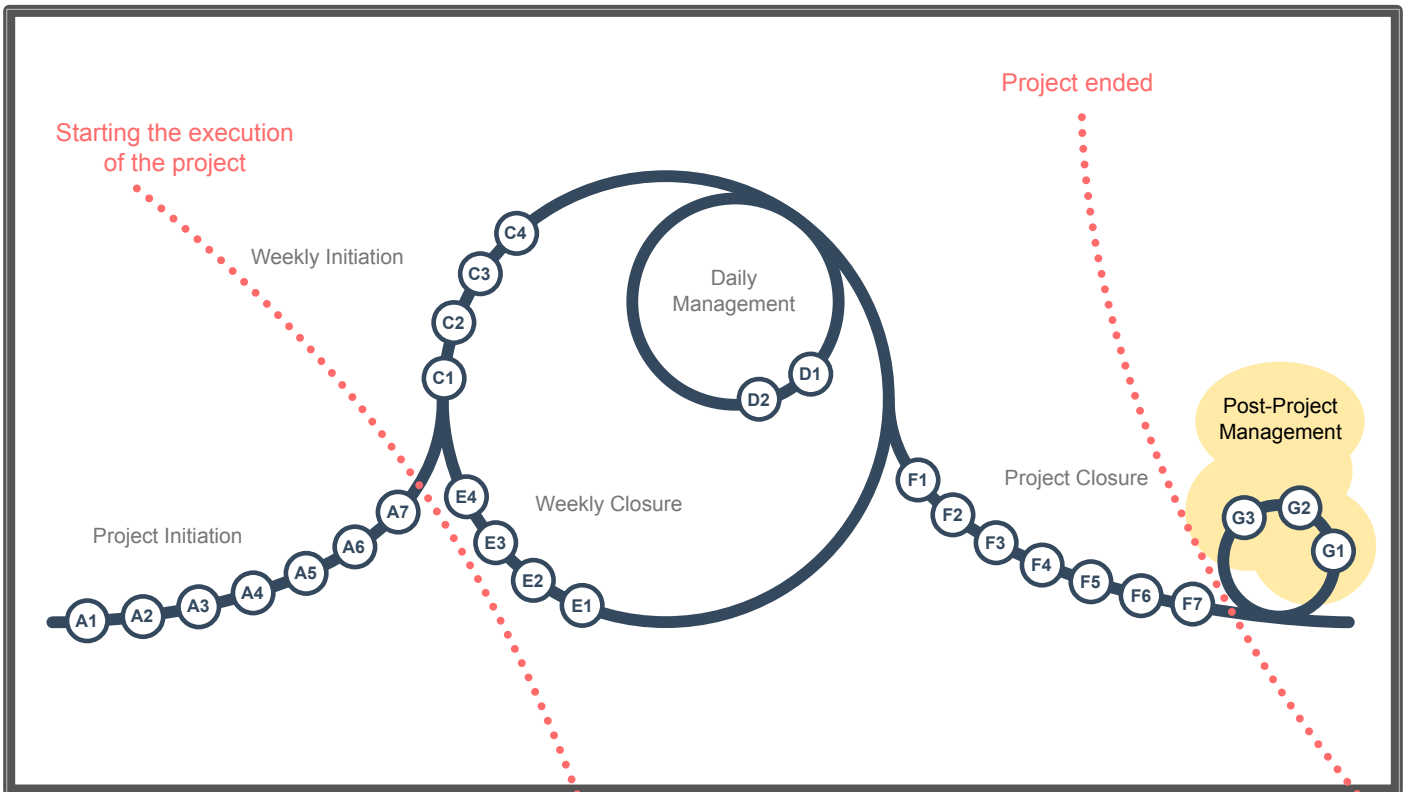 Project ended
Starting the execution
of the project
Weekly Initiation
C4
C3
C2
C1
Daily
Management
D1
D2
Post-Project
Management
Project Initiation
A1
A2
A3
A4
A5
A6
A7
E4
E3
E2
E1
Weekly Closure
Project Closure
F1
F2
F3
F4
F5
F6
F7
G3
G2
G1